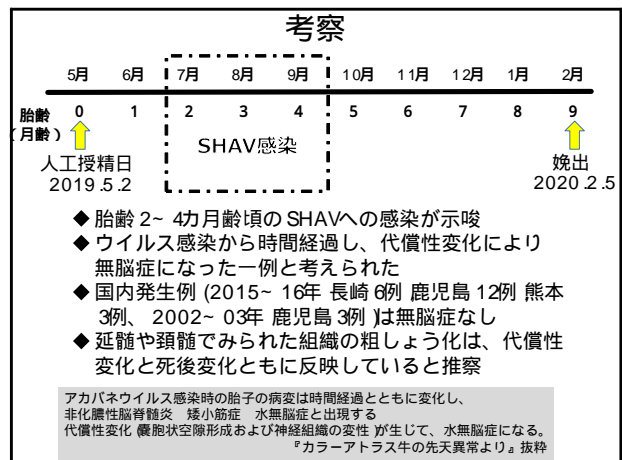 考察
5月 6月 7月 8月 9月 10月 11月 12月 1月 2月
胎齢 0 1 2 3 4 5 6 7 8 9
(月齢)
SHAV感染
人工授精日 娩出
2019.5.2 2020.2.5
◆胎齢2~4カ月齢頃のSHAVへの感染が示唆
◆ウイルス感染から時間経過し、代償性変化により
無脳症になった一例と考えられた
◆国内発生例(2015~16年 長崎6例 鹿児島12例 熊本
3例、2002~03年 鹿児島3例)は無脳症なし
◆延髄や頚髄でみられた組織の粗しょう化は、代償性
変化と死後変化ともに反映していると推察
アカバネウイルス感染時の胎子の病変は時間経過とともに変化し、
非化膿性脳脊髄炎 矮小筋症 水無脳症と出現する
代償性変化(嚢胞状空隙形成および神経組織の変性)が生じて、水無脳症になる。
『カラーアトラス牛の先天異常より』抜粋